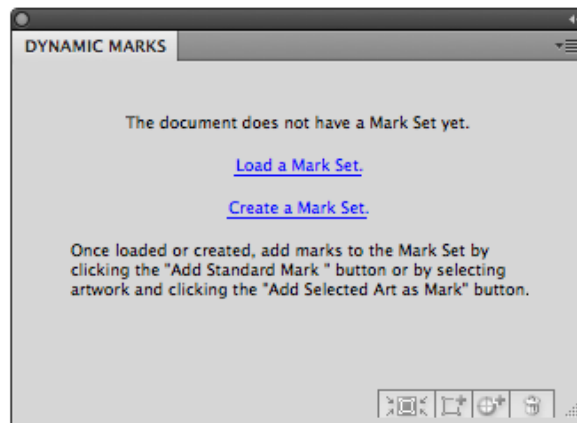 DYNAMIC MARKS
The document does not have a Mark Set yet.
Load a Mark Set.
Create a Mark Set.
Once loaded or created, add marks to the Mark Set by
clicking the "Add Standard Mark " button or by selecting
artwork and clicking the "Add Selected Art as Mark" button.